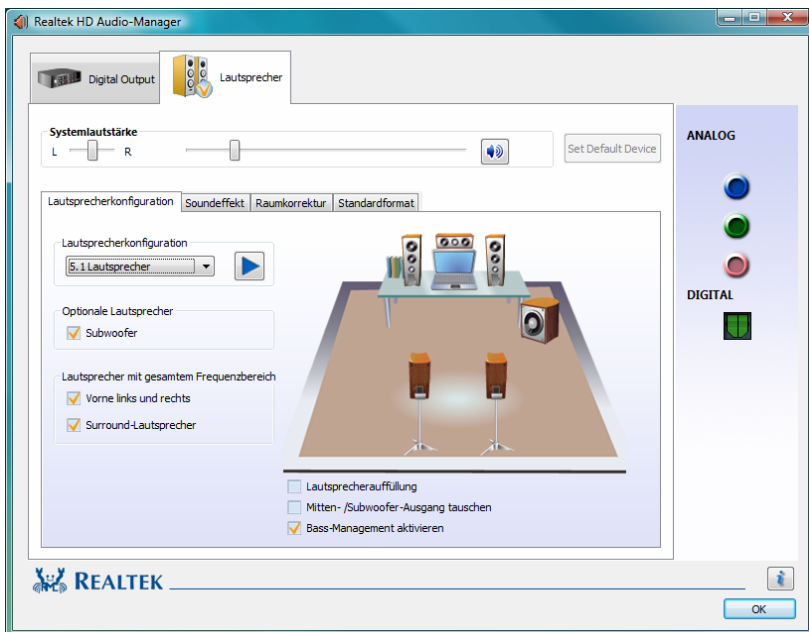 Realtek HD Audio-Manager
Digital Output
Lautsprecher
Systemlautstärke
L R
Set Default Device
ANALOG
Lautsprecherkonfiguration
Soundeffekt
Raumkorrektur
Standardformat
Lautsprecherkonfiguration
5.1 Lautsprecher
Optionale Lautsprecher
Subwoofer
Lautsprecher mit gesamtem Frequenzbereich
Vorne links und rechts
Surround-Lautsprecher
DIGITAL
Lautsprecherauffüllung
Mitten- /Subwoofer-Ausgang tauschen
Bass-Management aktivieren
REALTEK
i
OK